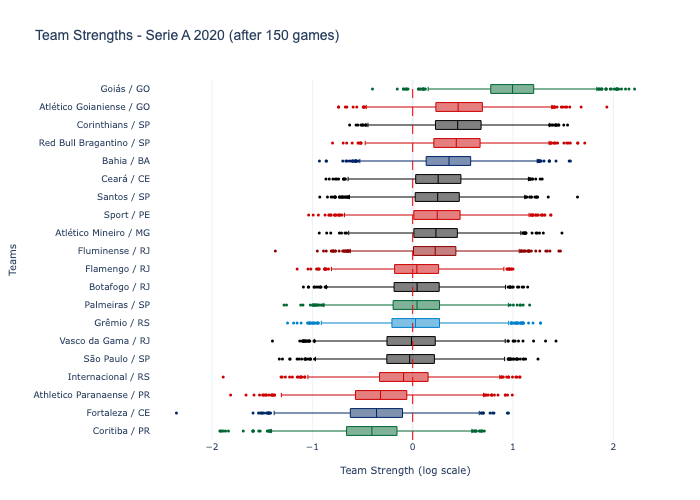 Team Strengths - Serie A 2020 (after 150 games)
Goiás / GO
Atlético Goianiense / GO
Corinthians / SP
Red Bull Bragantino / SP
Bahia / BA
Ceará / CE
Santos / SP
Sport / PE
Atlético Mineiro / MG
Fluminense / RJ
Flamengo / RJ
Botafogo / RJ
Palmeiras / SP
Grêmio / RS
Vasco da Gama / RJ
São Paulo / SP
Internacional / RS
Athletico Paranaense / PR
Fortaleza / CE
Coritiba / PR
Teams
−2 −1 0 1 2
Team Strength (log scale)